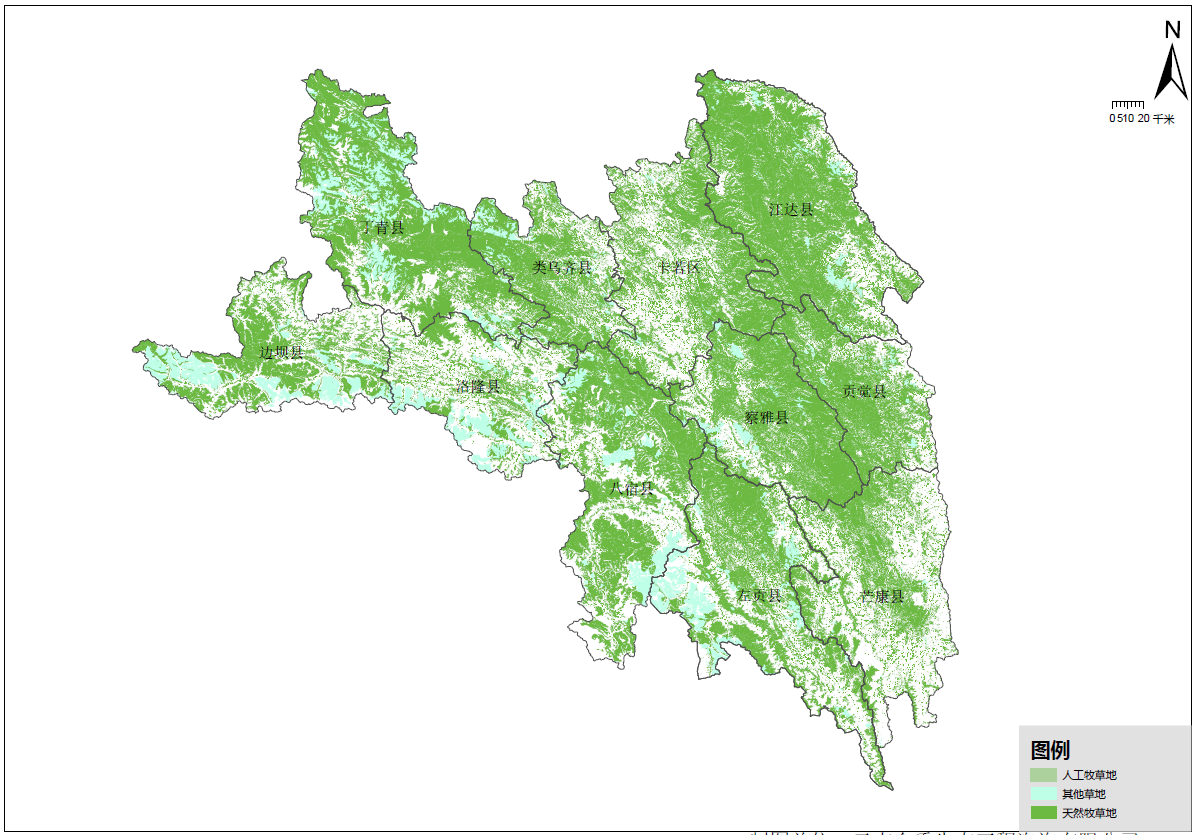 N
0 5 10 20 千米
江达县
丁青县
类乌齐县
卡若区
边坝县
洛隆县
贡觉县
察雅县
八宿县
左贡县
芒康县
图例
人工牧草地
其他草地
天然牧草地